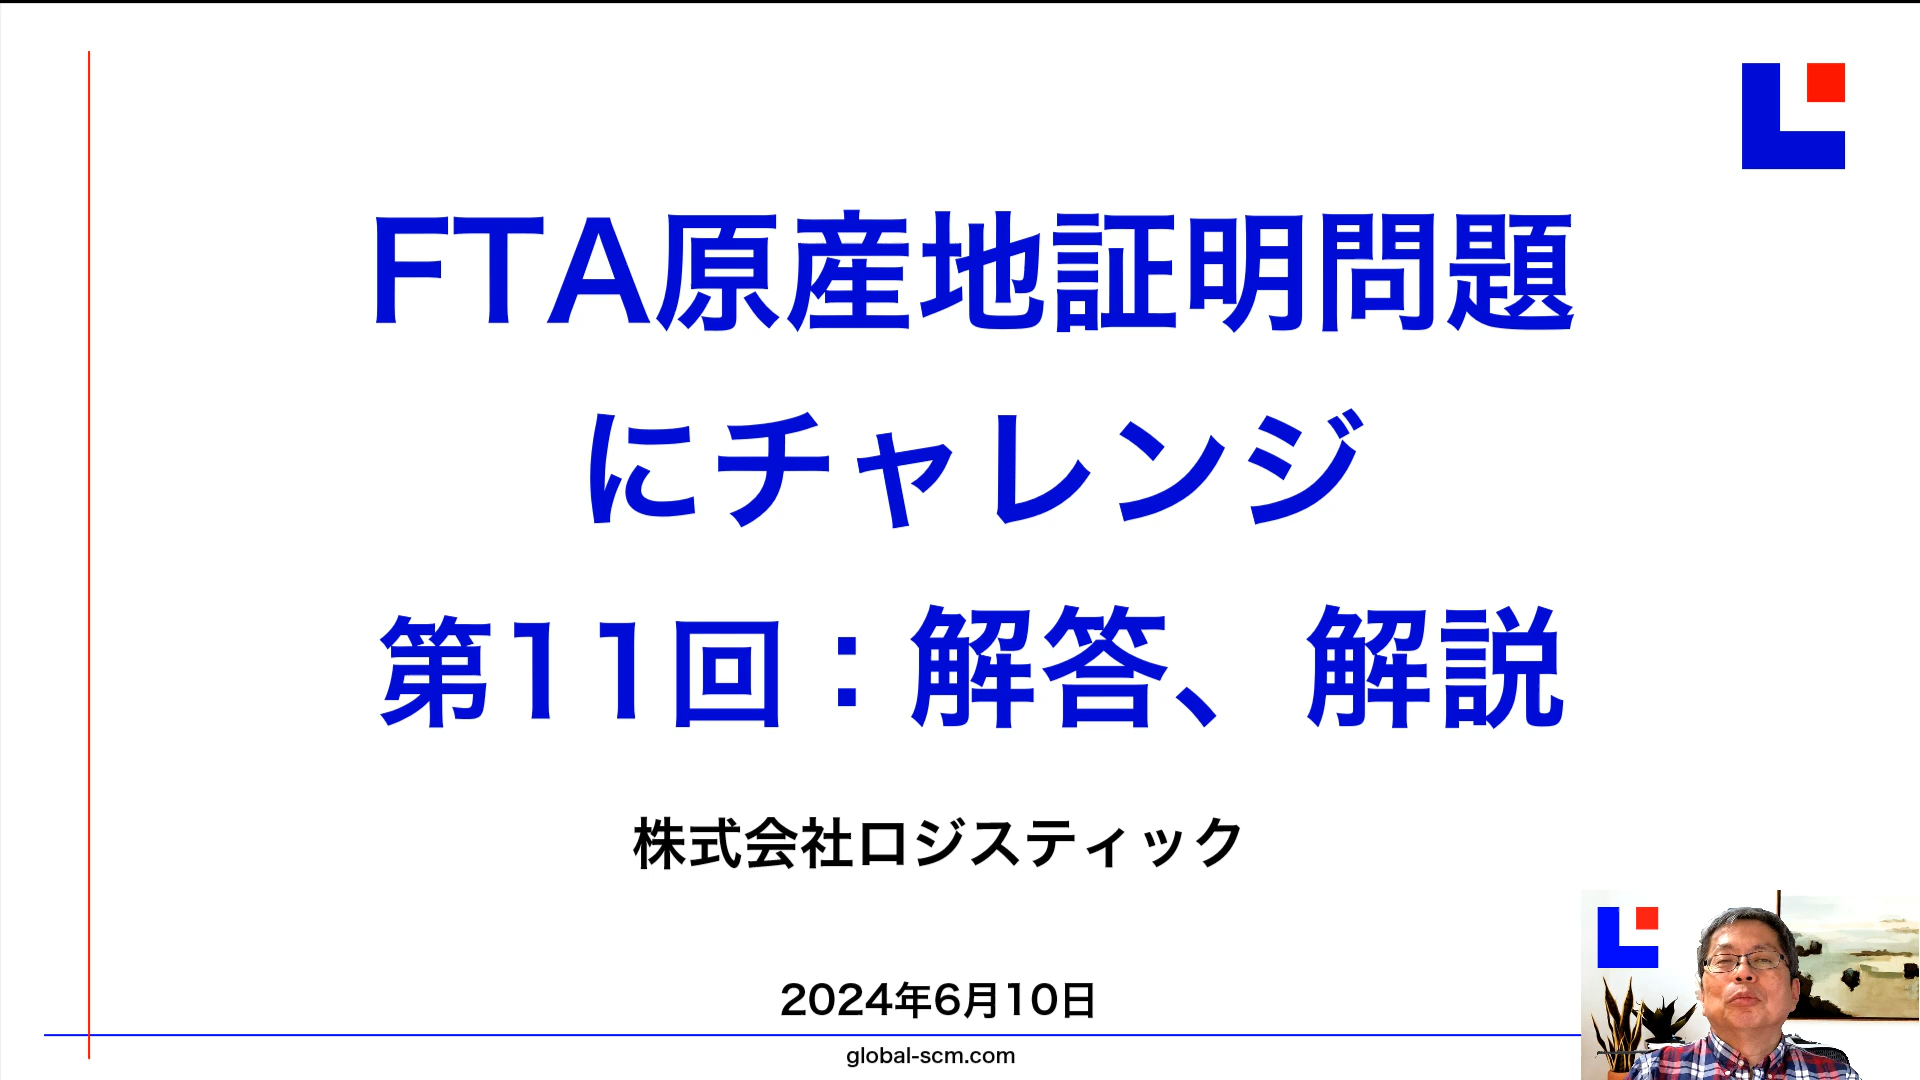 FTA原産地証明問題
にチャレンジ
第11回：解答、解説
株式会社ロジスティック
2024年6月10日
global-scm.com